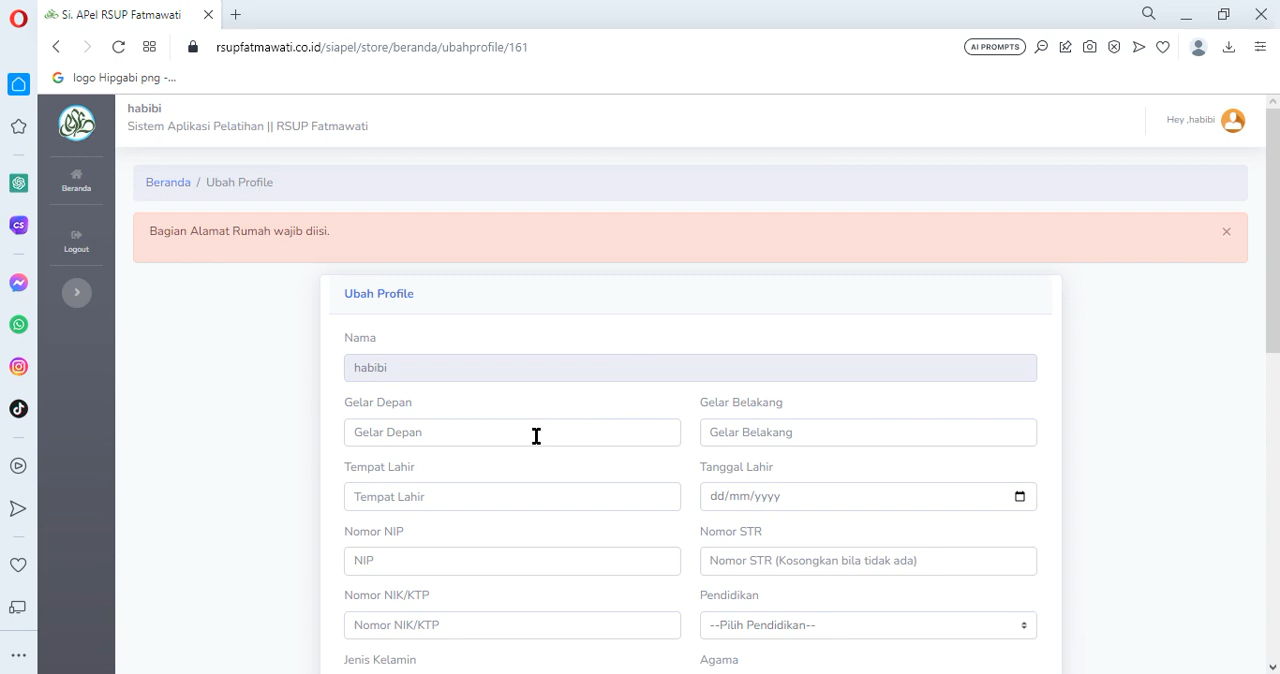 Si. APel RSUP Fatmawati
rsupfatmawati.co.id/siapel/store/beranda/ubahprofile/161
AI PROMPTS
logo Hipgabi png -...
CS
habibi
Sistem Aplikasi Pelatihan || RSUP Fatmawati
Hey ,habibi
Beranda
Logout
Beranda / Ubah Profile
Bagian Alamat Rumah wajib diisi.
Ubah Profile
Nama
habibi
Gelar Depan
Gelar Belakang
Gelar Depan
Gelar Belakang
Tempat Lahir
Tanggal Lahir
Tempat Lahir
dd/mm/yyyy
Nomor NIP
Nomor STR
NIP
Nomor STR (Kosongkan bila tidak ada)
Nomor NIK/KTP
Pendidikan
Nomor NIK/KTP
--Pilih Pendidikan--
Jenis Kelamin
Agama